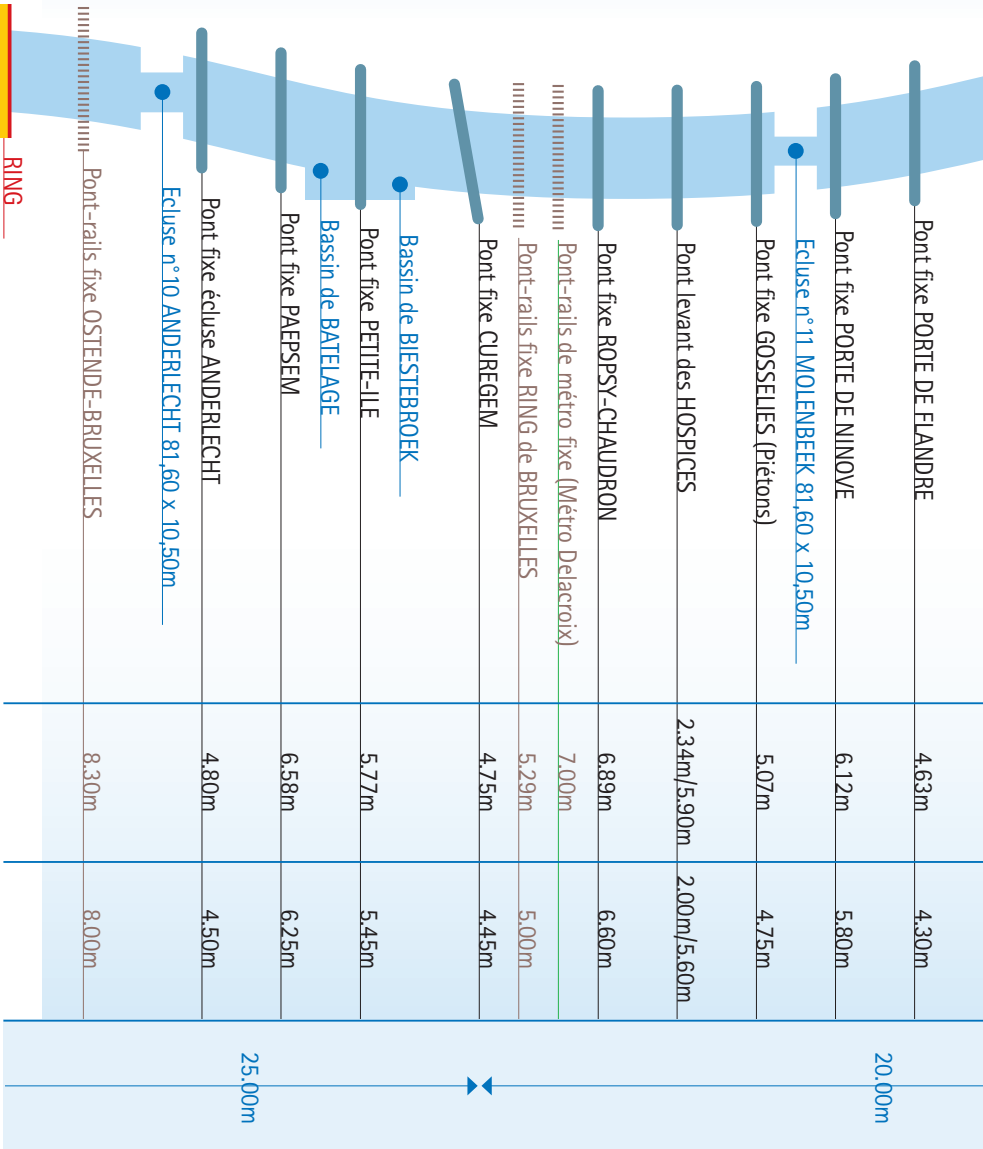 RING
Pont-rails fixe OSTENDE-BRUXELLES 8.30m 8.00m
Ecluse n°10 ANDERLECHT 81,60 x 10,50m
Pont fixe écluse ANDERLECHT 4.80m 4.50m
Pont fixe PAEPSEM 6.58m 6.25m
Bassin de BATELAGE
Pont fixe PETITE-ILE 5.77m 5.45m
Bassin de BIESTEBROEK
Pont fixe CUREGEM 4.75m 4.45m
Pont-rails fixe RING de BRUXELLES 5.29m 5.00m
Pont-rails de métro fixe (Métro Delacroix) 7.00m
Pont fixe ROPSY-CHAUDRON 6.89m 6.60m
Pont levant des HOSPICES 2.34m/5.90m 2.00m/5.60m
Pont fixe GOSSELIES (Piétons) 5.07m 4.75m
Ecluse n°11 MOLENBEEK 81,60 x 10,50m
Pont fixe PORTE DE NINOVE 6.12m 5.80m
Pont fixe PORTE DE FLANDRE 4.63m 4.30m
25.00m
20.00m